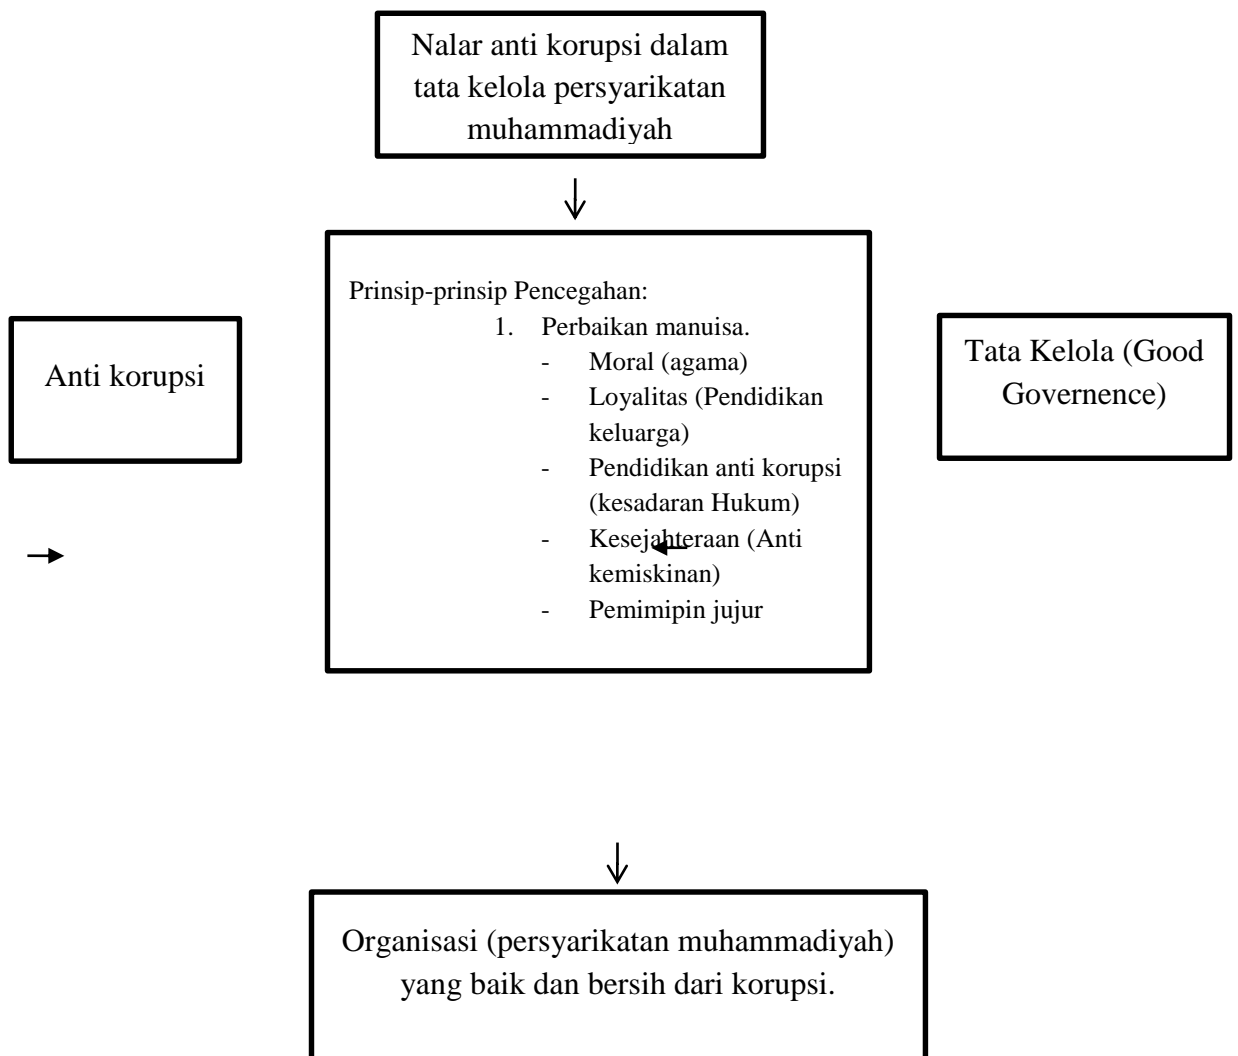 Nalar anti korupsi dalam
tata kelola persyarikatan
muhammadiyah
Prinsip-prinsip Pencegahan:
1. Perbaikan manuisa.
- Moral (agama)
- Loyalitas (Pendidikan
keluarga)
- Pendidikan anti korupsi
(kesadaran Hukum)
- Kesejahteraan (Anti
kemiskinan)
- Pemimipin jujur
Anti korupsi
Tata Kelola (Good
Governence)
Organisasi (persyarikatan muhammadiyah)
yang baik dan bersih dari korupsi.